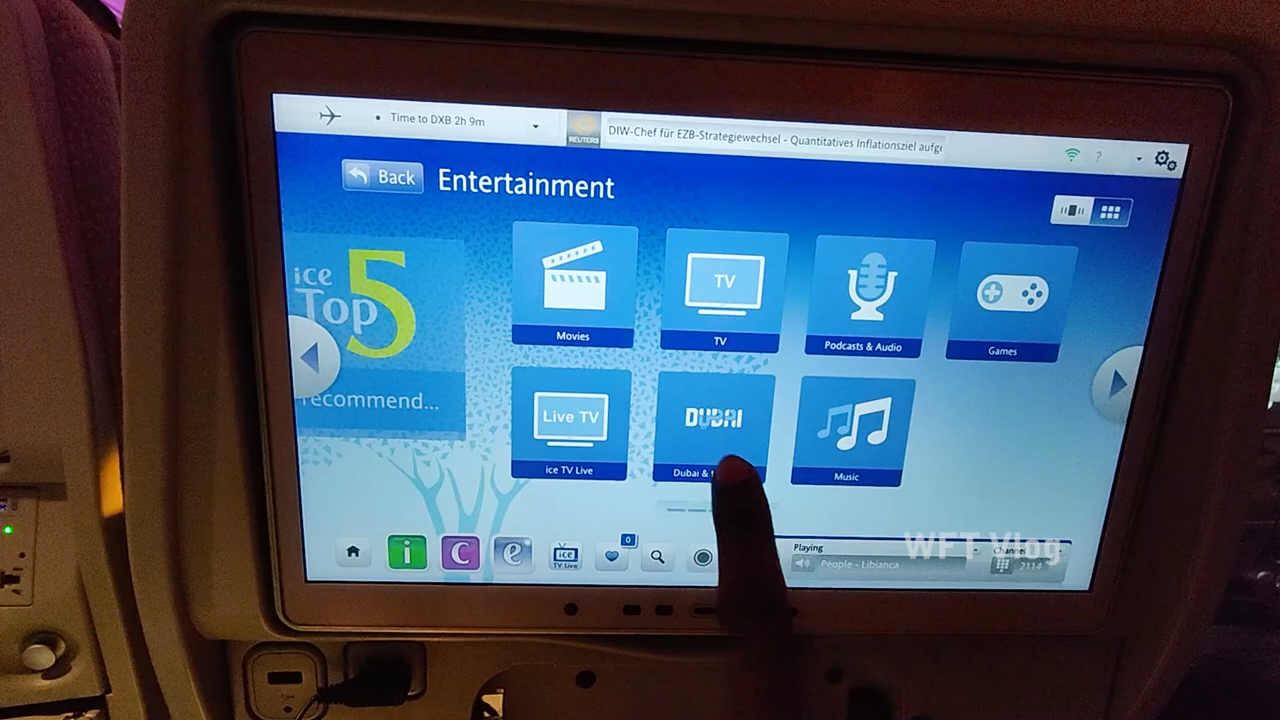 Time to DXB 2h 9m
REUTERS
DIW-Chef für EZB-Strategiewechsel - Quantitatives Inflationsziel aufge
?
Back
Entertainment
ice
Top 5
recommend...
Movies
TV
TV
Podcasts & Audio
Games
Live TV
ice TV Live
DUBAI
Dubai &
Music
i
C
e
ice
TV Live
0
Playing
People - Libianca
Channel
2114
WFT Vlog